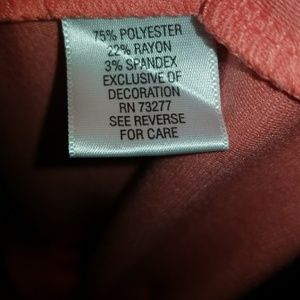 75% POLYESTER
22% RAYON
3% SPANDEX
EXCLUSIVE OF
DECORATION
RN 73277
SEE REVERSE
FOR CARE